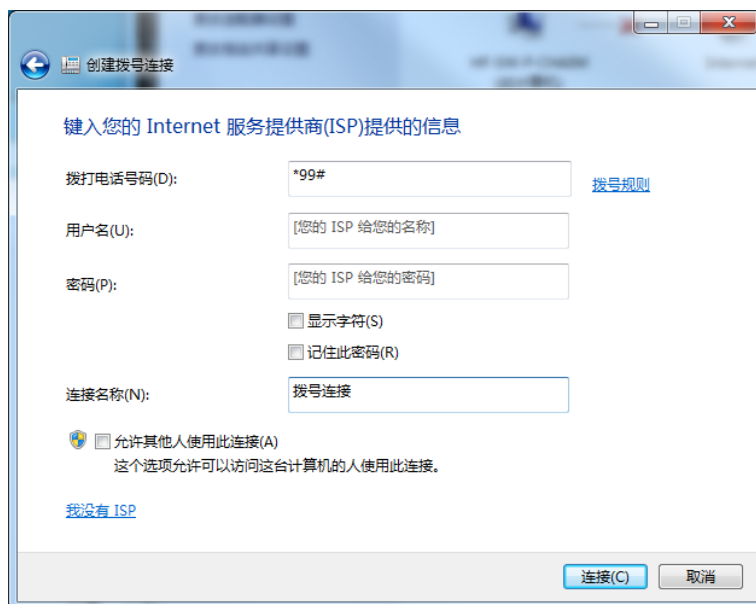 创建拨号连接
键入您的 Internet 服务提供商(ISP)提供的信息
拨打电话号码(D):
*99#
拨号规则
用户名(U):
[您的 ISP 给您的名称]
密码(P):
[您的 ISP 给您的密码]
显示字符(S)
记住此密码(R)
连接名称(N):
拨号连接
允许其他人使用此连接(A)
这个选项允许可以访问这台计算机的人使用此连接。
我没有 ISP
连接(C)
取消